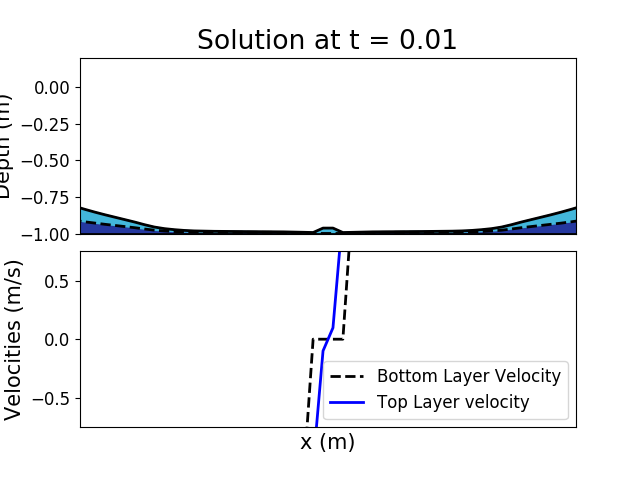 Solution at t = 0.01
Depth (m)
0.00
−0.25
−0.50
−0.75
−1.00
Velocities (m/s)
0.5
0.0
−0.5
Bottom Layer Velocity
Top Layer velocity
x (m)